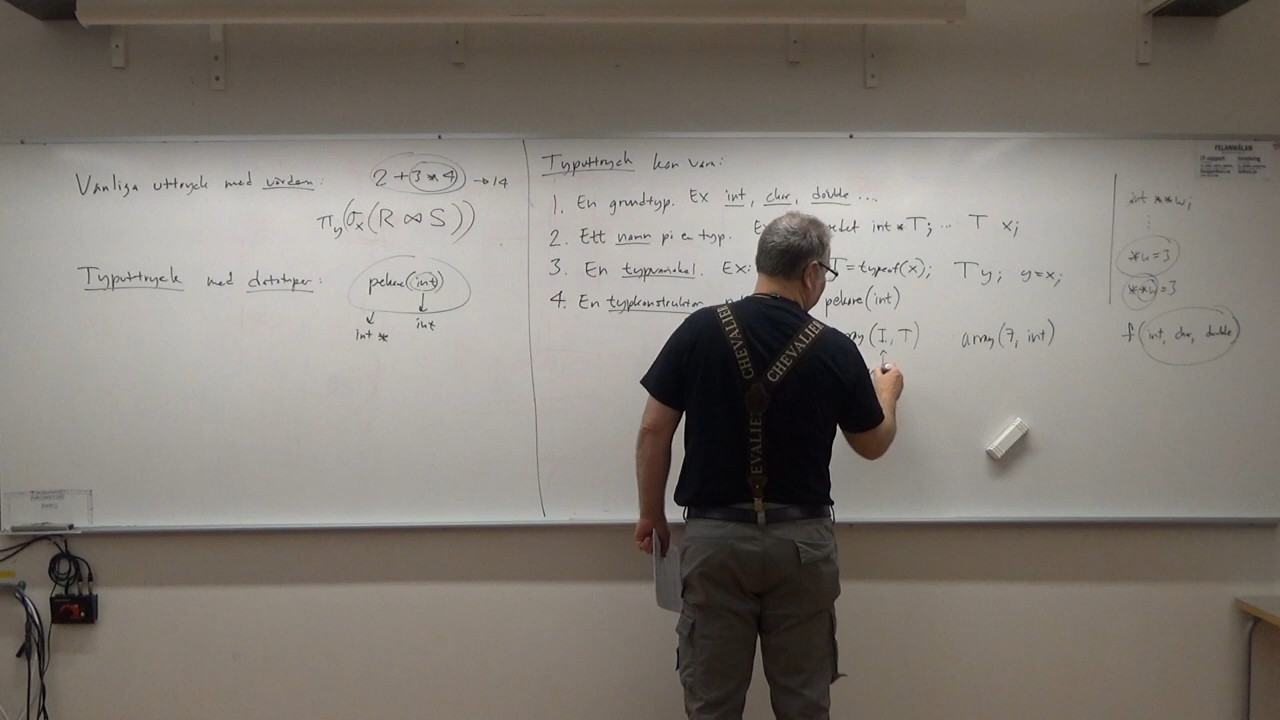 Vanliga uttryck med värden: 2 + 3 * 4 → 14
π_y(σ_x(R ⋈ S))
Typuttryck med datatyper: pekare(int)
int *
int
Typuttryck kan vara:
1. En grundtyp. Ex int, char, double ...
2. Ett namn på en typ. int * T; ... T x;
3. En typvariabel. Ex: T = typeof(x); T y; y = x;
4. En typkonstruktor pekare(int)
(I, T) array(7, int)
int **w;
⋮
*w = 3
**w = 3
f(int, char, double)
FELANMÄLAN
CHEVALIER
CHEVALIER
EVALIE